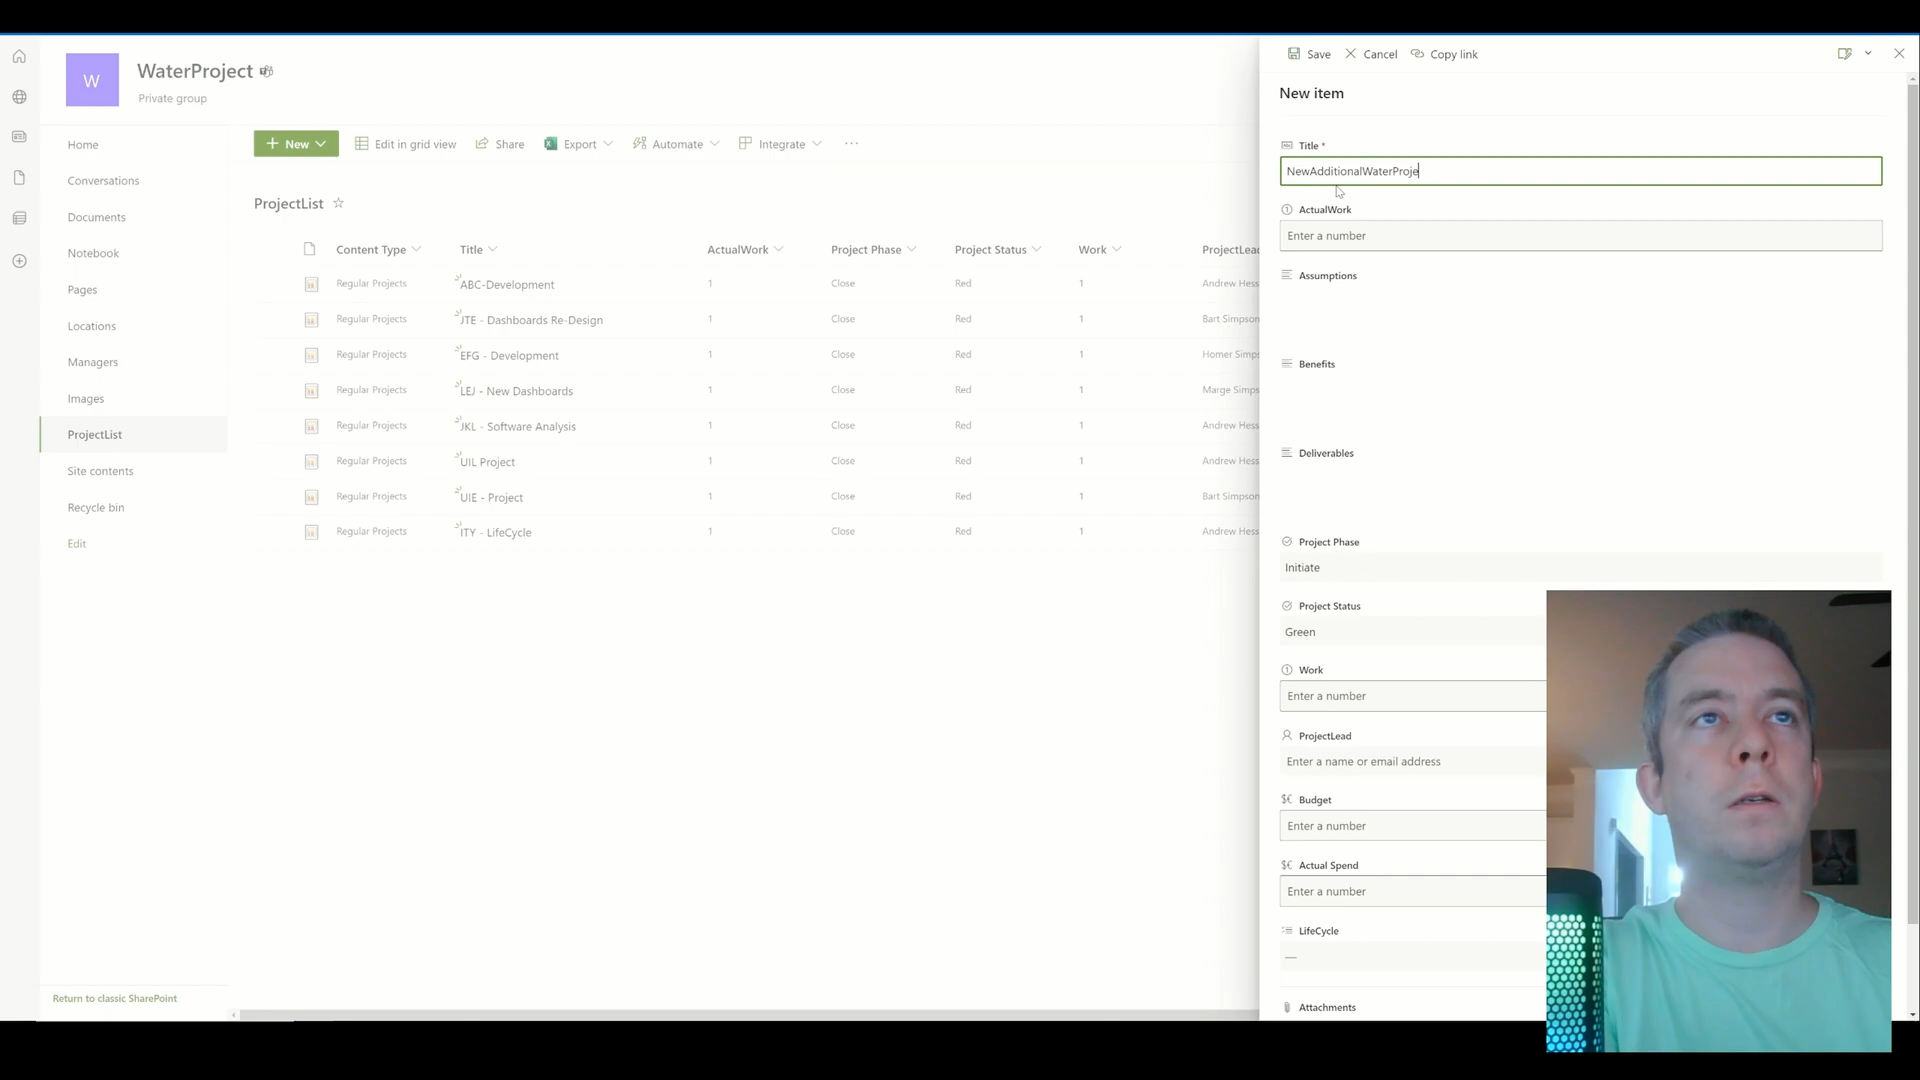 W
WaterProject
Private group
Home
Conversations
Documents
Notebook
Pages
Locations
Managers
Images
ProjectList
Site contents
Recycle bin
Edit
Return to classic SharePoint
+ New
Edit in grid view
Share
Export
Automate
Integrate
...
ProjectList
Content Type Title ActualWork Project Phase Project Status Work ProjectLead
Regular Projects ABC-Development 1 Close Red 1 Andrew Hess
Regular Projects JTE - Dashboards Re-Design 1 Close Red 1 Bart Simpson
Regular Projects EFG - Development 1 Close Red 1 Homer Simps
Regular Projects LEJ - New Dashboards 1 Close Red 1 Marge Simps
Regular Projects JKL - Software Analysis 1 Close Red 1 Andrew Hess
Regular Projects UIL Project 1 Close Red 1 Andrew Hess
Regular Projects UIE - Project 1 Close Red 1 Bart Simpson
Regular Projects ITY - LifeCycle 1 Close Red 1 Andrew Hess
Save Cancel Copy link
New item
Title *
NewAdditionalWaterProje
ActualWork
Enter a number
Assumptions
Benefits
Deliverables
Project Phase
Initiate
Project Status
Green
Work
Enter a number
ProjectLead
Enter a name or email address
Budget
Enter a number
Actual Spend
Enter a number
LifeCycle
—
Attachments